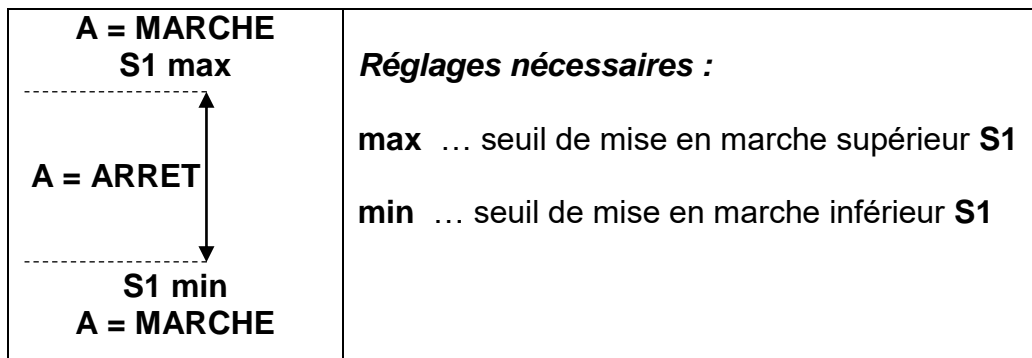 A = MARCHE
S1 max
A = ARRET
S1 min
A = MARCHE
Réglages nécessaires :
max … seuil de mise en marche supérieur S1
min … seuil de mise en marche inférieur S1